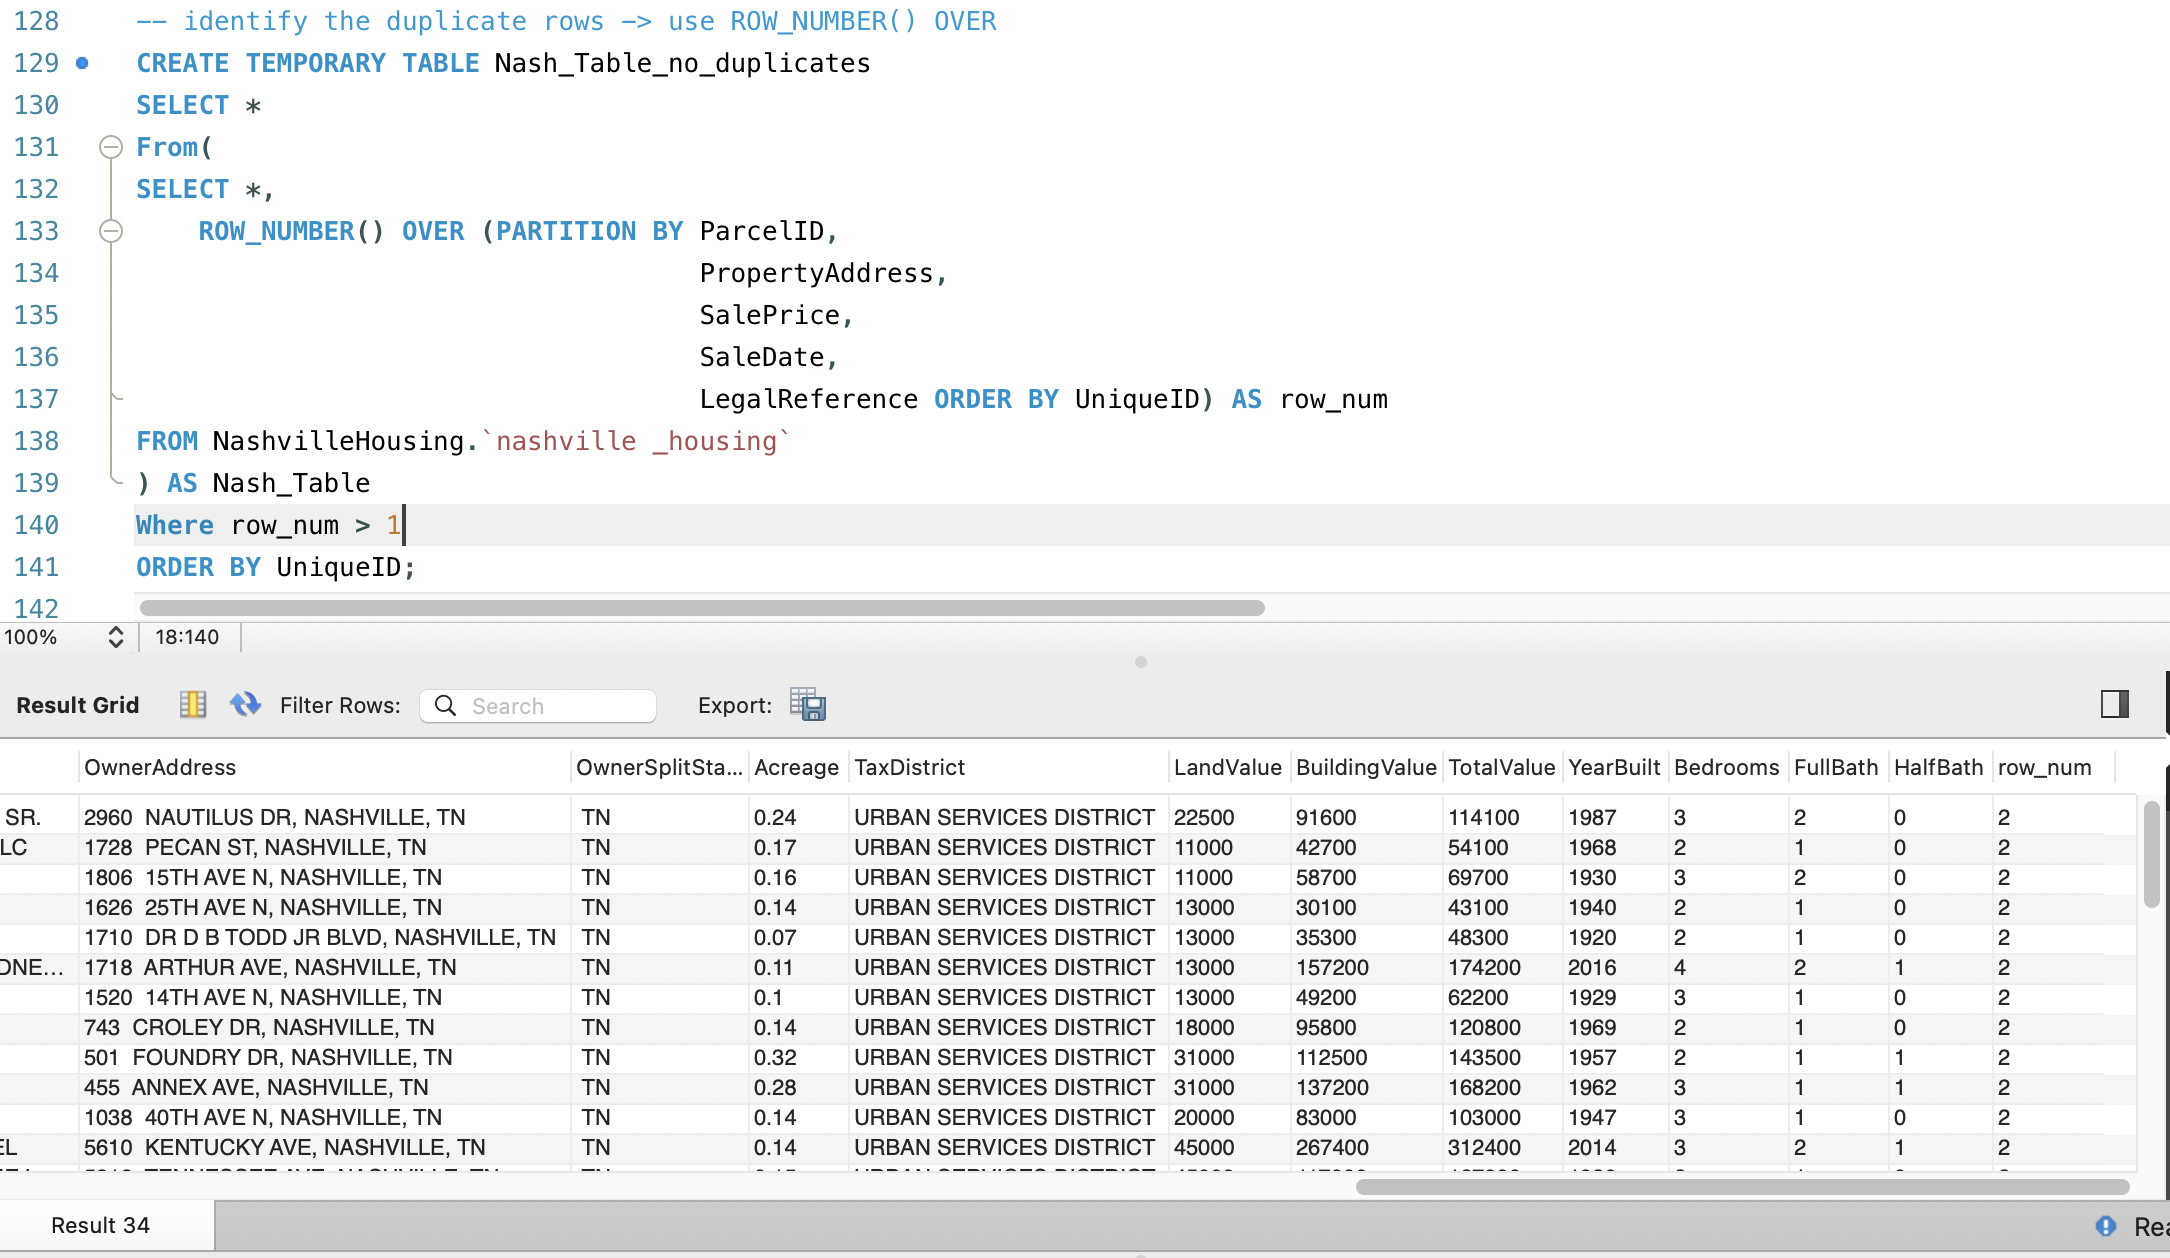 128 -- identify the duplicate rows -> use ROW_NUMBER() OVER
129 CREATE TEMPORARY TABLE Nash_Table_no_duplicates
130 SELECT *
131 From(
132 SELECT *,
133 ROW_NUMBER() OVER (PARTITION BY ParcelID,
134 PropertyAddress,
135 SalePrice,
136 SaleDate,
137 LegalReference ORDER BY UniqueID) AS row_num
138 FROM NashvilleHousing.`nashville _housing`
139 ) AS Nash_Table
140 Where row_num > 1
141 ORDER BY UniqueID;
142
100% 18:140
Result Grid Filter Rows: Search Export:
OwnerAddress OwnerSplitSta... Acreage TaxDistrict LandValue BuildingValue TotalValue YearBuilt Bedrooms FullBath HalfBath row_num
SR. 2960 NAUTILUS DR, NASHVILLE, TN TN 0.24 URBAN SERVICES DISTRICT 22500 91600 114100 1987 3 2 0 2
LC 1728 PECAN ST, NASHVILLE, TN TN 0.17 URBAN SERVICES DISTRICT 11000 42700 54100 1968 2 1 0 2
1806 15TH AVE N, NASHVILLE, TN TN 0.16 URBAN SERVICES DISTRICT 11000 58700 69700 1930 3 2 0 2
1626 25TH AVE N, NASHVILLE, TN TN 0.14 URBAN SERVICES DISTRICT 13000 30100 43100 1940 2 1 0 2
1710 DR D B TODD JR BLVD, NASHVILLE, TN TN 0.07 URBAN SERVICES DISTRICT 13000 35300 48300 1920 2 1 0 2
DNE... 1718 ARTHUR AVE, NASHVILLE, TN TN 0.11 URBAN SERVICES DISTRICT 13000 157200 174200 2016 4 2 1 2
1520 14TH AVE N, NASHVILLE, TN TN 0.1 URBAN SERVICES DISTRICT 13000 49200 62200 1929 3 1 0 2
743 CROLEY DR, NASHVILLE, TN TN 0.14 URBAN SERVICES DISTRICT 18000 95800 120800 1969 2 1 0 2
501 FOUNDRY DR, NASHVILLE, TN TN 0.32 URBAN SERVICES DISTRICT 31000 112500 143500 1957 2 1 1 2
455 ANNEX AVE, NASHVILLE, TN TN 0.28 URBAN SERVICES DISTRICT 31000 137200 168200 1962 3 1 1 2
1038 40TH AVE N, NASHVILLE, TN TN 0.14 URBAN SERVICES DISTRICT 20000 83000 103000 1947 3 1 0 2
EL 5610 KENTUCKY AVE, NASHVILLE, TN TN 0.14 URBAN SERVICES DISTRICT 45000 267400 312400 2014 3 2 1 2
Result 34 Rea